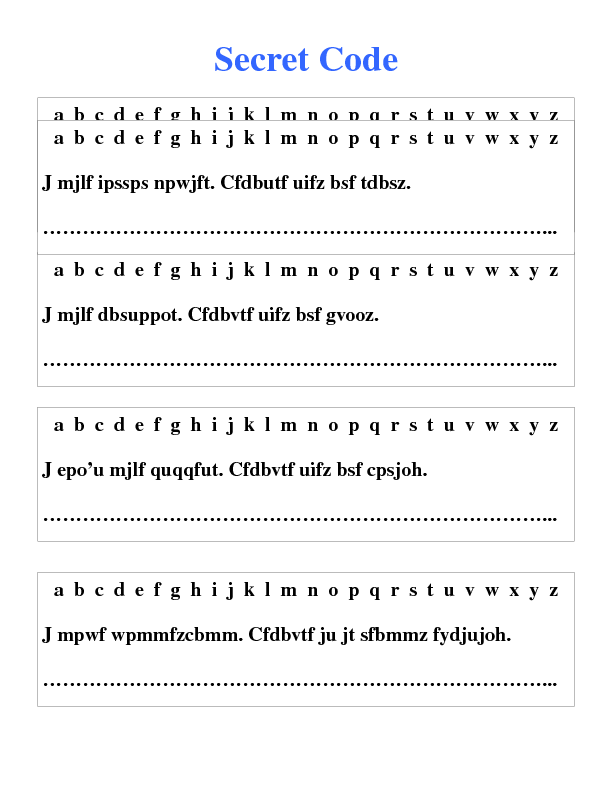 Secret Code
a b c d e f g h i j k l m n o p q r s t u v w x y z
a b c d e f g h i j k l m n o p q r s t u v w x y z
J mjlf ipssps npwjft. Cfdbutf uifz bsf tdbsz.
……………………………………………………………………...
a b c d e f g h i j k l m n o p q r s t u v w x y z
J mjlf dbsuppot. Cfdbvtf uifz bsf gvooz.
……………………………………………………………………...
a b c d e f g h i j k l m n o p q r s t u v w x y z
J epo’u mjlf quqqfut. Cfdbvtf uifz bsf cpsjoh.
……………………………………………………………………...
a b c d e f g h i j k l m n o p q r s t u v w x y z
J mpwf wpmmfzcbmm. Cfdbvtf ju jt sfbmmz fydjujoh.
……………………………………………………………………...